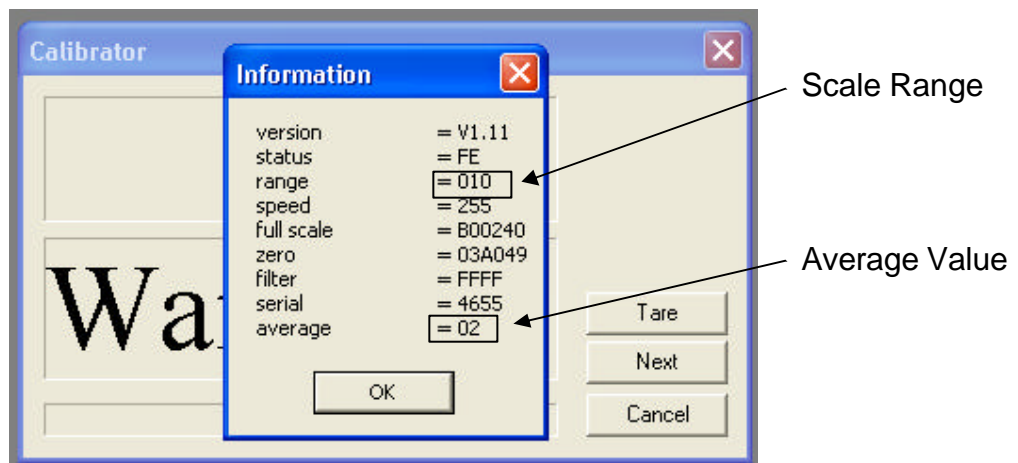 Calibrator
Information
version = V1.11
status = FE
range = 010
speed = 255
full scale = B00240
zero = 03A049
filter = FFFF
serial = 4655
average = 02
OK
Wa
Tare
Next
Cancel
Scale Range
Average Value